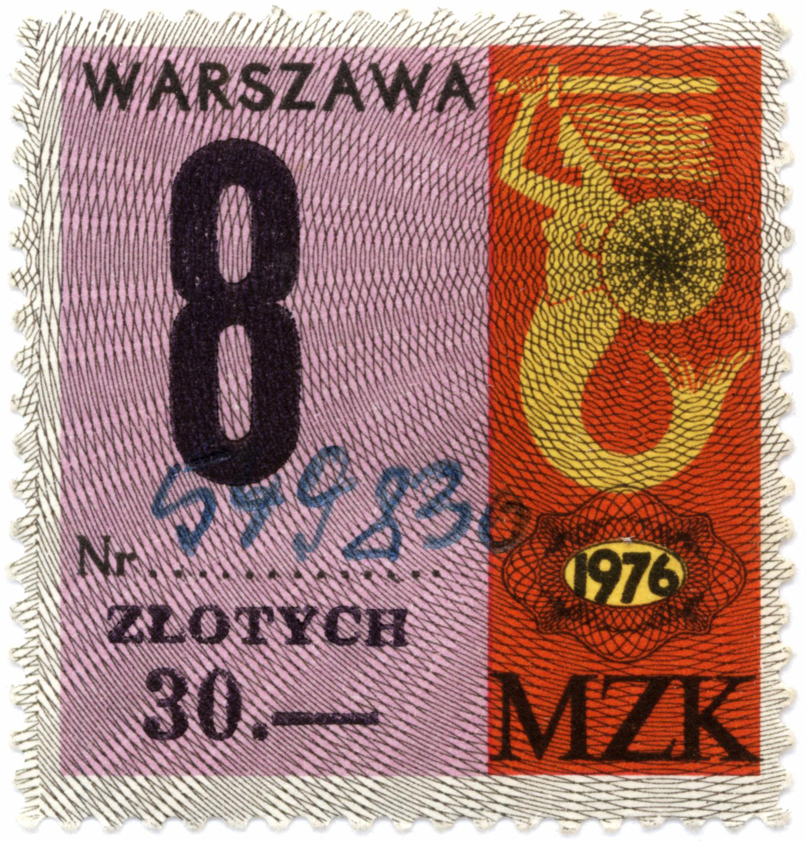 WARSZAWA
8
Nr 549830
ZŁOTYCH
30.—
1976
MZK